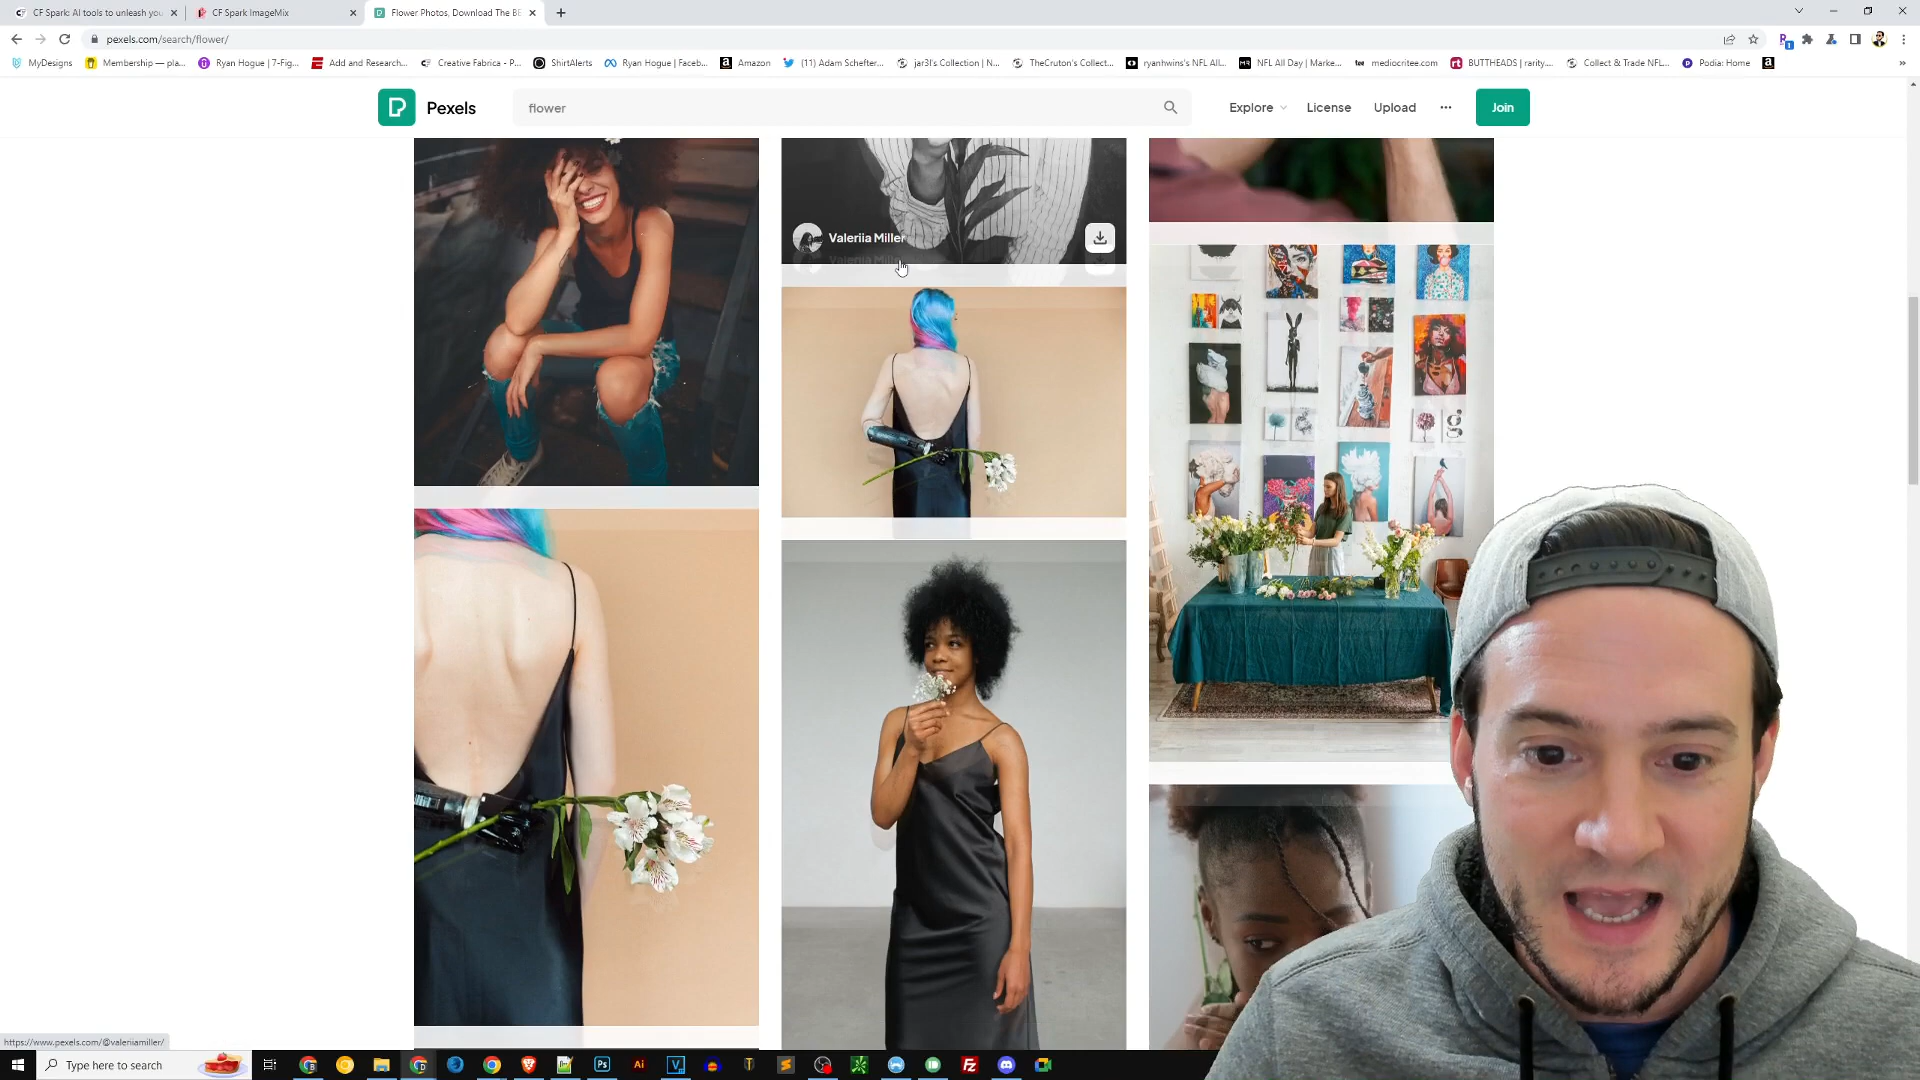 CF Spark: AI tools to unleash you
CF Spark ImageMix
Flower Photos, Download The BE
pexels.com/search/flower/
MyDesigns
Membership — pla...
Ryan Hogue | 7-Fig...
Add and Research...
Creative Fabrica - P...
ShirtAlerts
Ryan Hogue | Faceb...
Amazon
(11) Adam Schefter...
jar3l's Collection | N...
TheCruton's Collect...
ryanhwins's NFL All...
NFL All Day | Marke...
mediocritee.com
BUTTHEADS | rarity....
Collect & Trade NFL...
Podia: Home
Pexels
flower
Explore
License
Upload
Join
Valeriia Miller
g
https://www.pexels.com/@valeriiamiller/
Type here to search